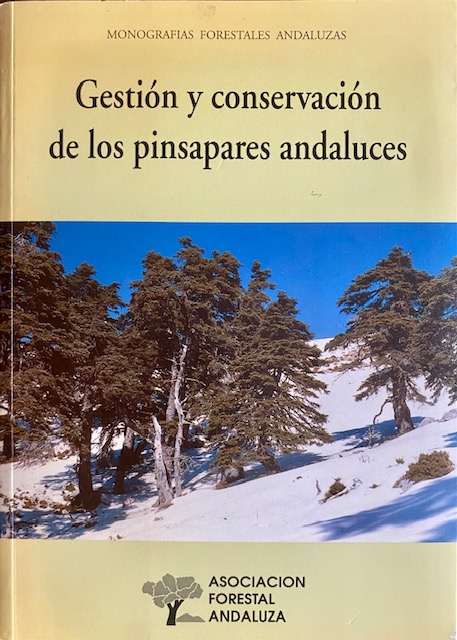 MONOGRAFIAS FORESTALES ANDALUZAS
Gestión y conservación
de los pinsapares andaluces
ASOCIACION
FORESTAL
ANDALUZA